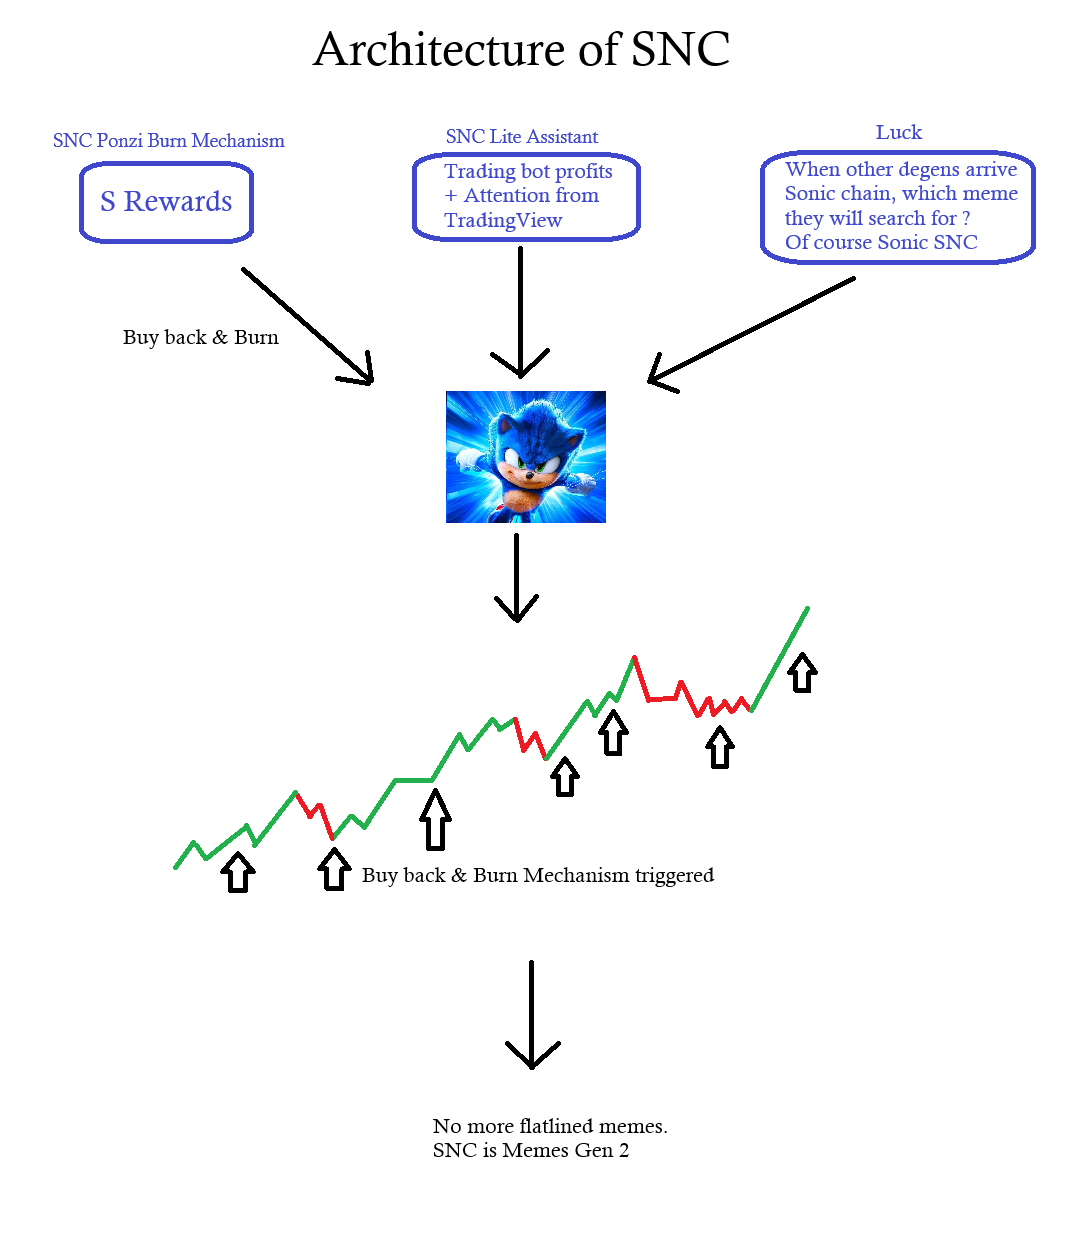 Architecture of SNC
SNC Ponzi Burn Mechanism
S Rewards
SNC Lite Assistant
Trading bot profits
+ Attention from
TradingView
Luck
When other degens arrive
Sonic chain, which meme
they will search for ?
Of course Sonic SNC
Buy back & Burn
Buy back & Burn Mechanism triggered
No more flatlined memes.
SNC is Memes Gen 2